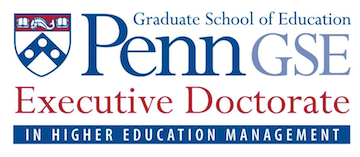 Graduate School of Education
Penn GSE
Executive Doctorate
IN HIGHER EDUCATION MANAGEMENT